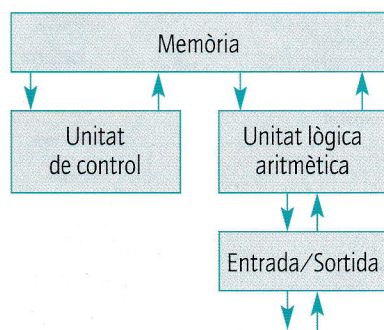 Memòria
Unitat
de control
Unitat lògica
aritmètica
Entrada/Sortida